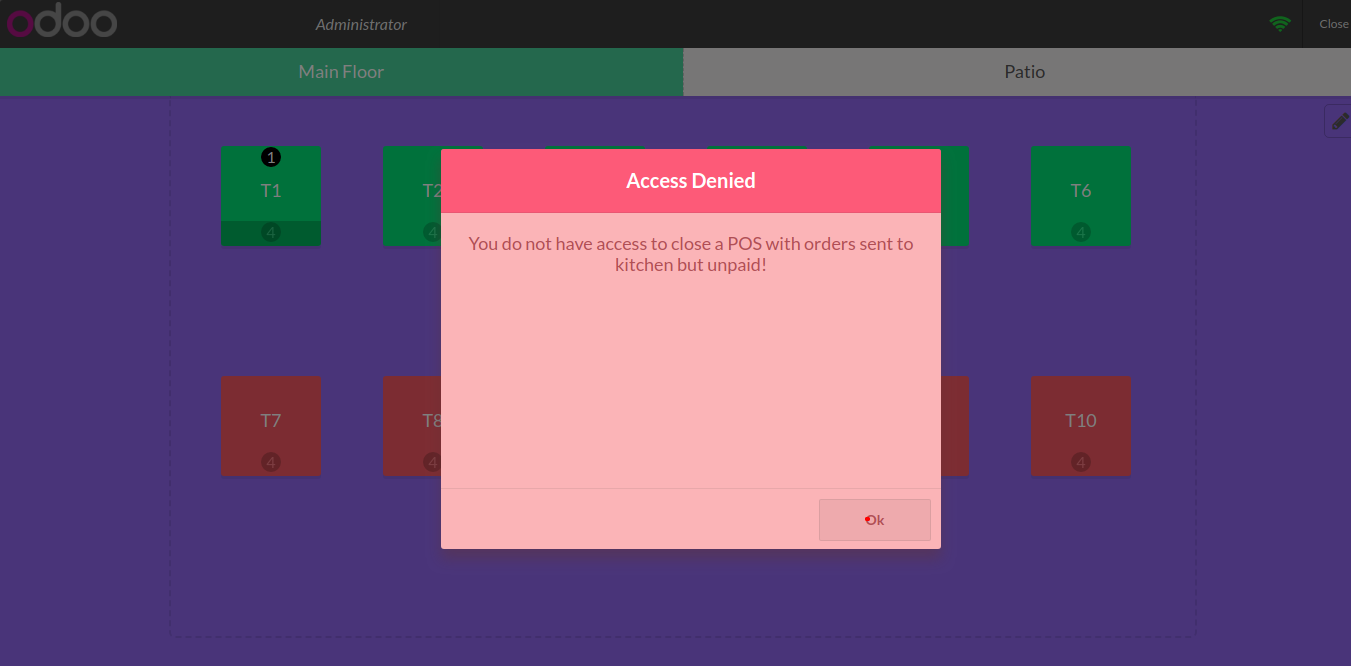 odoo
Administrator
Close
Main Floor
Patio
1
T1
4
T2
4
T6
4
Access Denied
You do not have access to close a POS with orders sent to
kitchen but unpaid!
Ok
T7
4
T8
4
T10
4